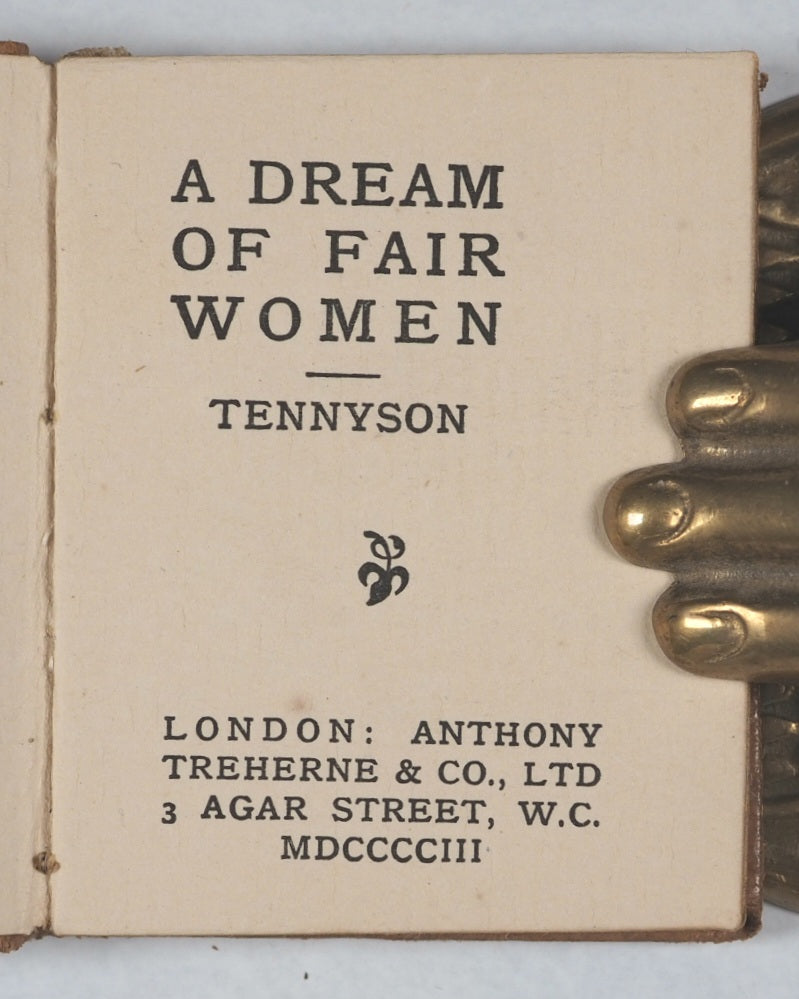 A DREAM
OF FAIR
WOMEN
TENNYSON
LONDON: ANTHONY
TREHERNE & CO., LTD
3 AGAR STREET, W.C.
MDCCCCIII